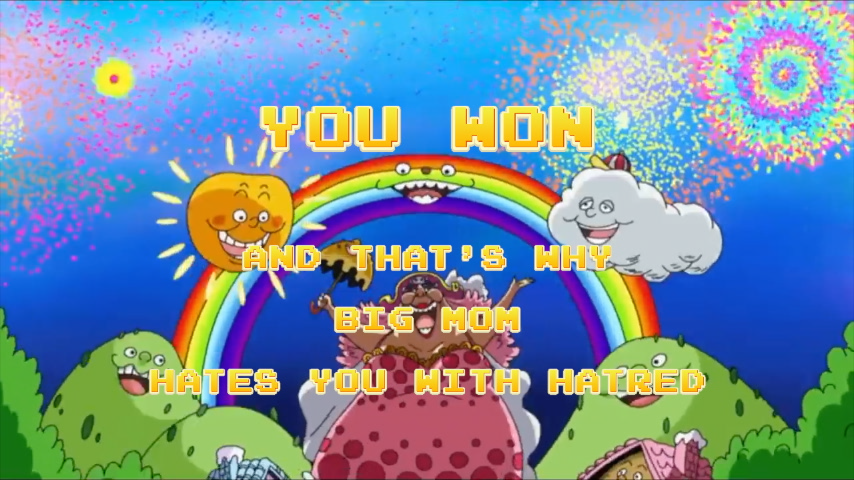 YOU WON
AND THAT'S WHY
BIG MOM
HATES YOU WITH HATRED